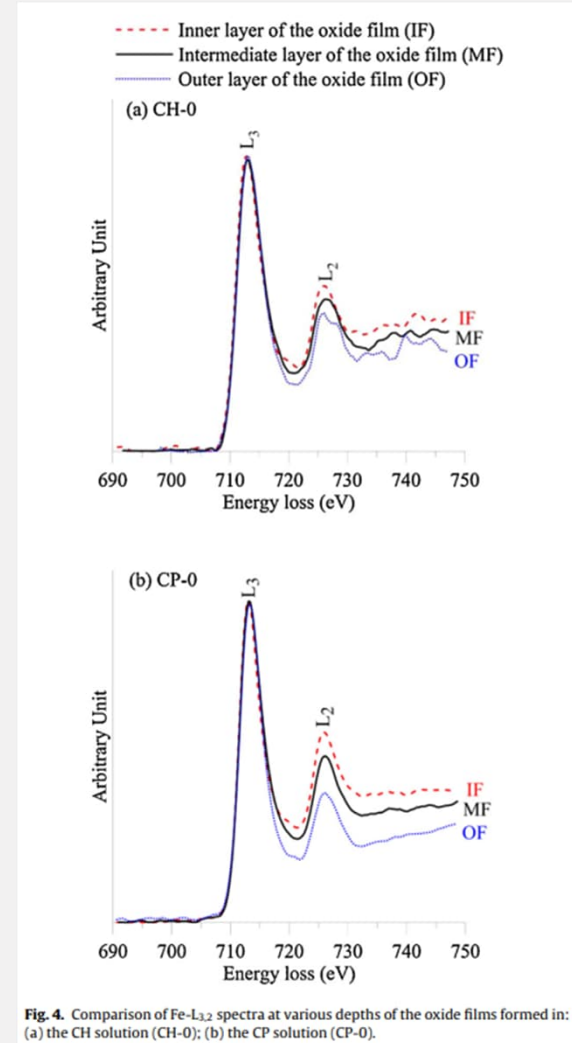 Inner layer of the oxide film (IF)
Intermediate layer of the oxide film (MF)
Outer layer of the oxide film (OF)
(a) CH-0
L3
L2
Arbitrary Unit
IF
MF
OF
690 700 710 720 730 740 750
Energy loss (eV)
(b) CP-0
L3
L2
Arbitrary Unit
IF
MF
OF
690 700 710 720 730 740 750
Energy loss (eV)
Fig. 4. Comparison of Fe-L3,2 spectra at various depths of the oxide films formed in:
(a) the CH solution (CH-0); (b) the CP solution (CP-0).